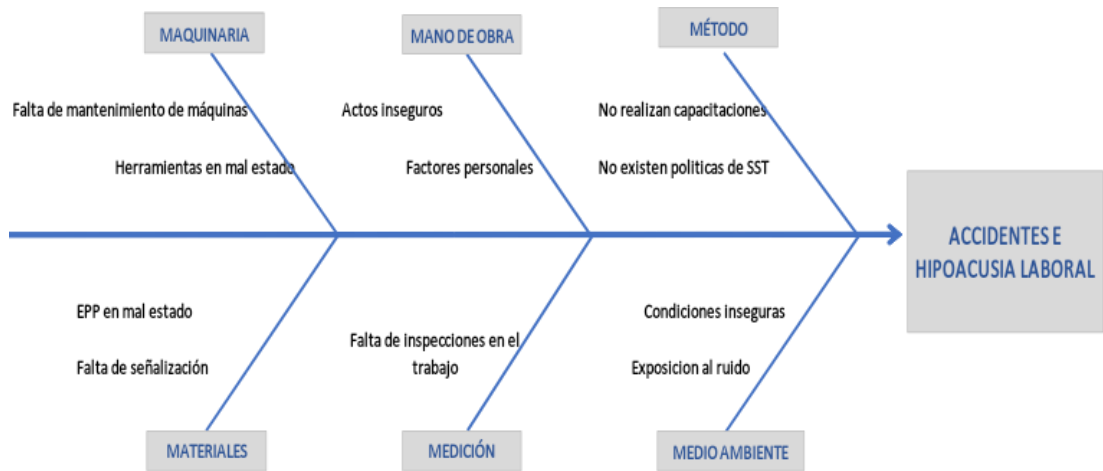 MAQUINARIA
MANO DE OBRA
MÉTODO
Falta de mantenimiento de máquinas
Actos inseguros
No realizan capacitaciones
Herramientas en mal estado
Factores personales
No existen politicas de SST
ACCIDENTES E
HIPOACUSIA LABORAL
EPP en mal estado
Condiciones inseguras
Falta de inspecciones en el
trabajo
Falta de señalización
Exposicion al ruido
MATERIALES
MEDICIÓN
MEDIO AMBIENTE